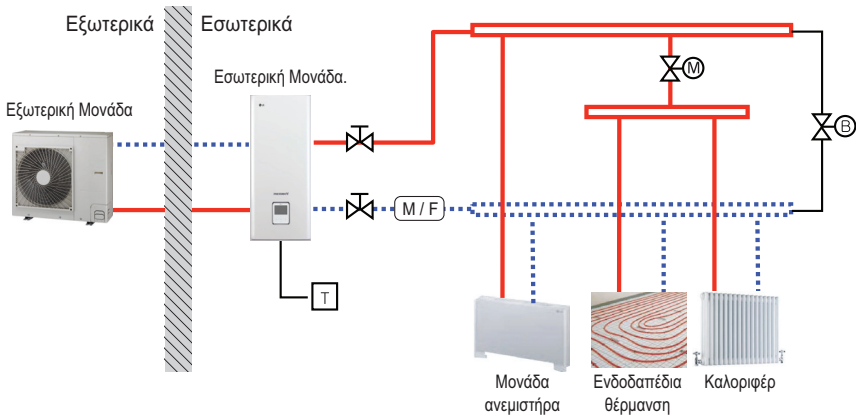 Εξωτερικά
Εσωτερικά
Εσωτερική Μονάδα.
Εξωτερική Μονάδα
M
B
M / F
T
Μονάδα
ανεμιστήρα
Ενδοδαπέδια
θέρμανση
Καλοριφέρ